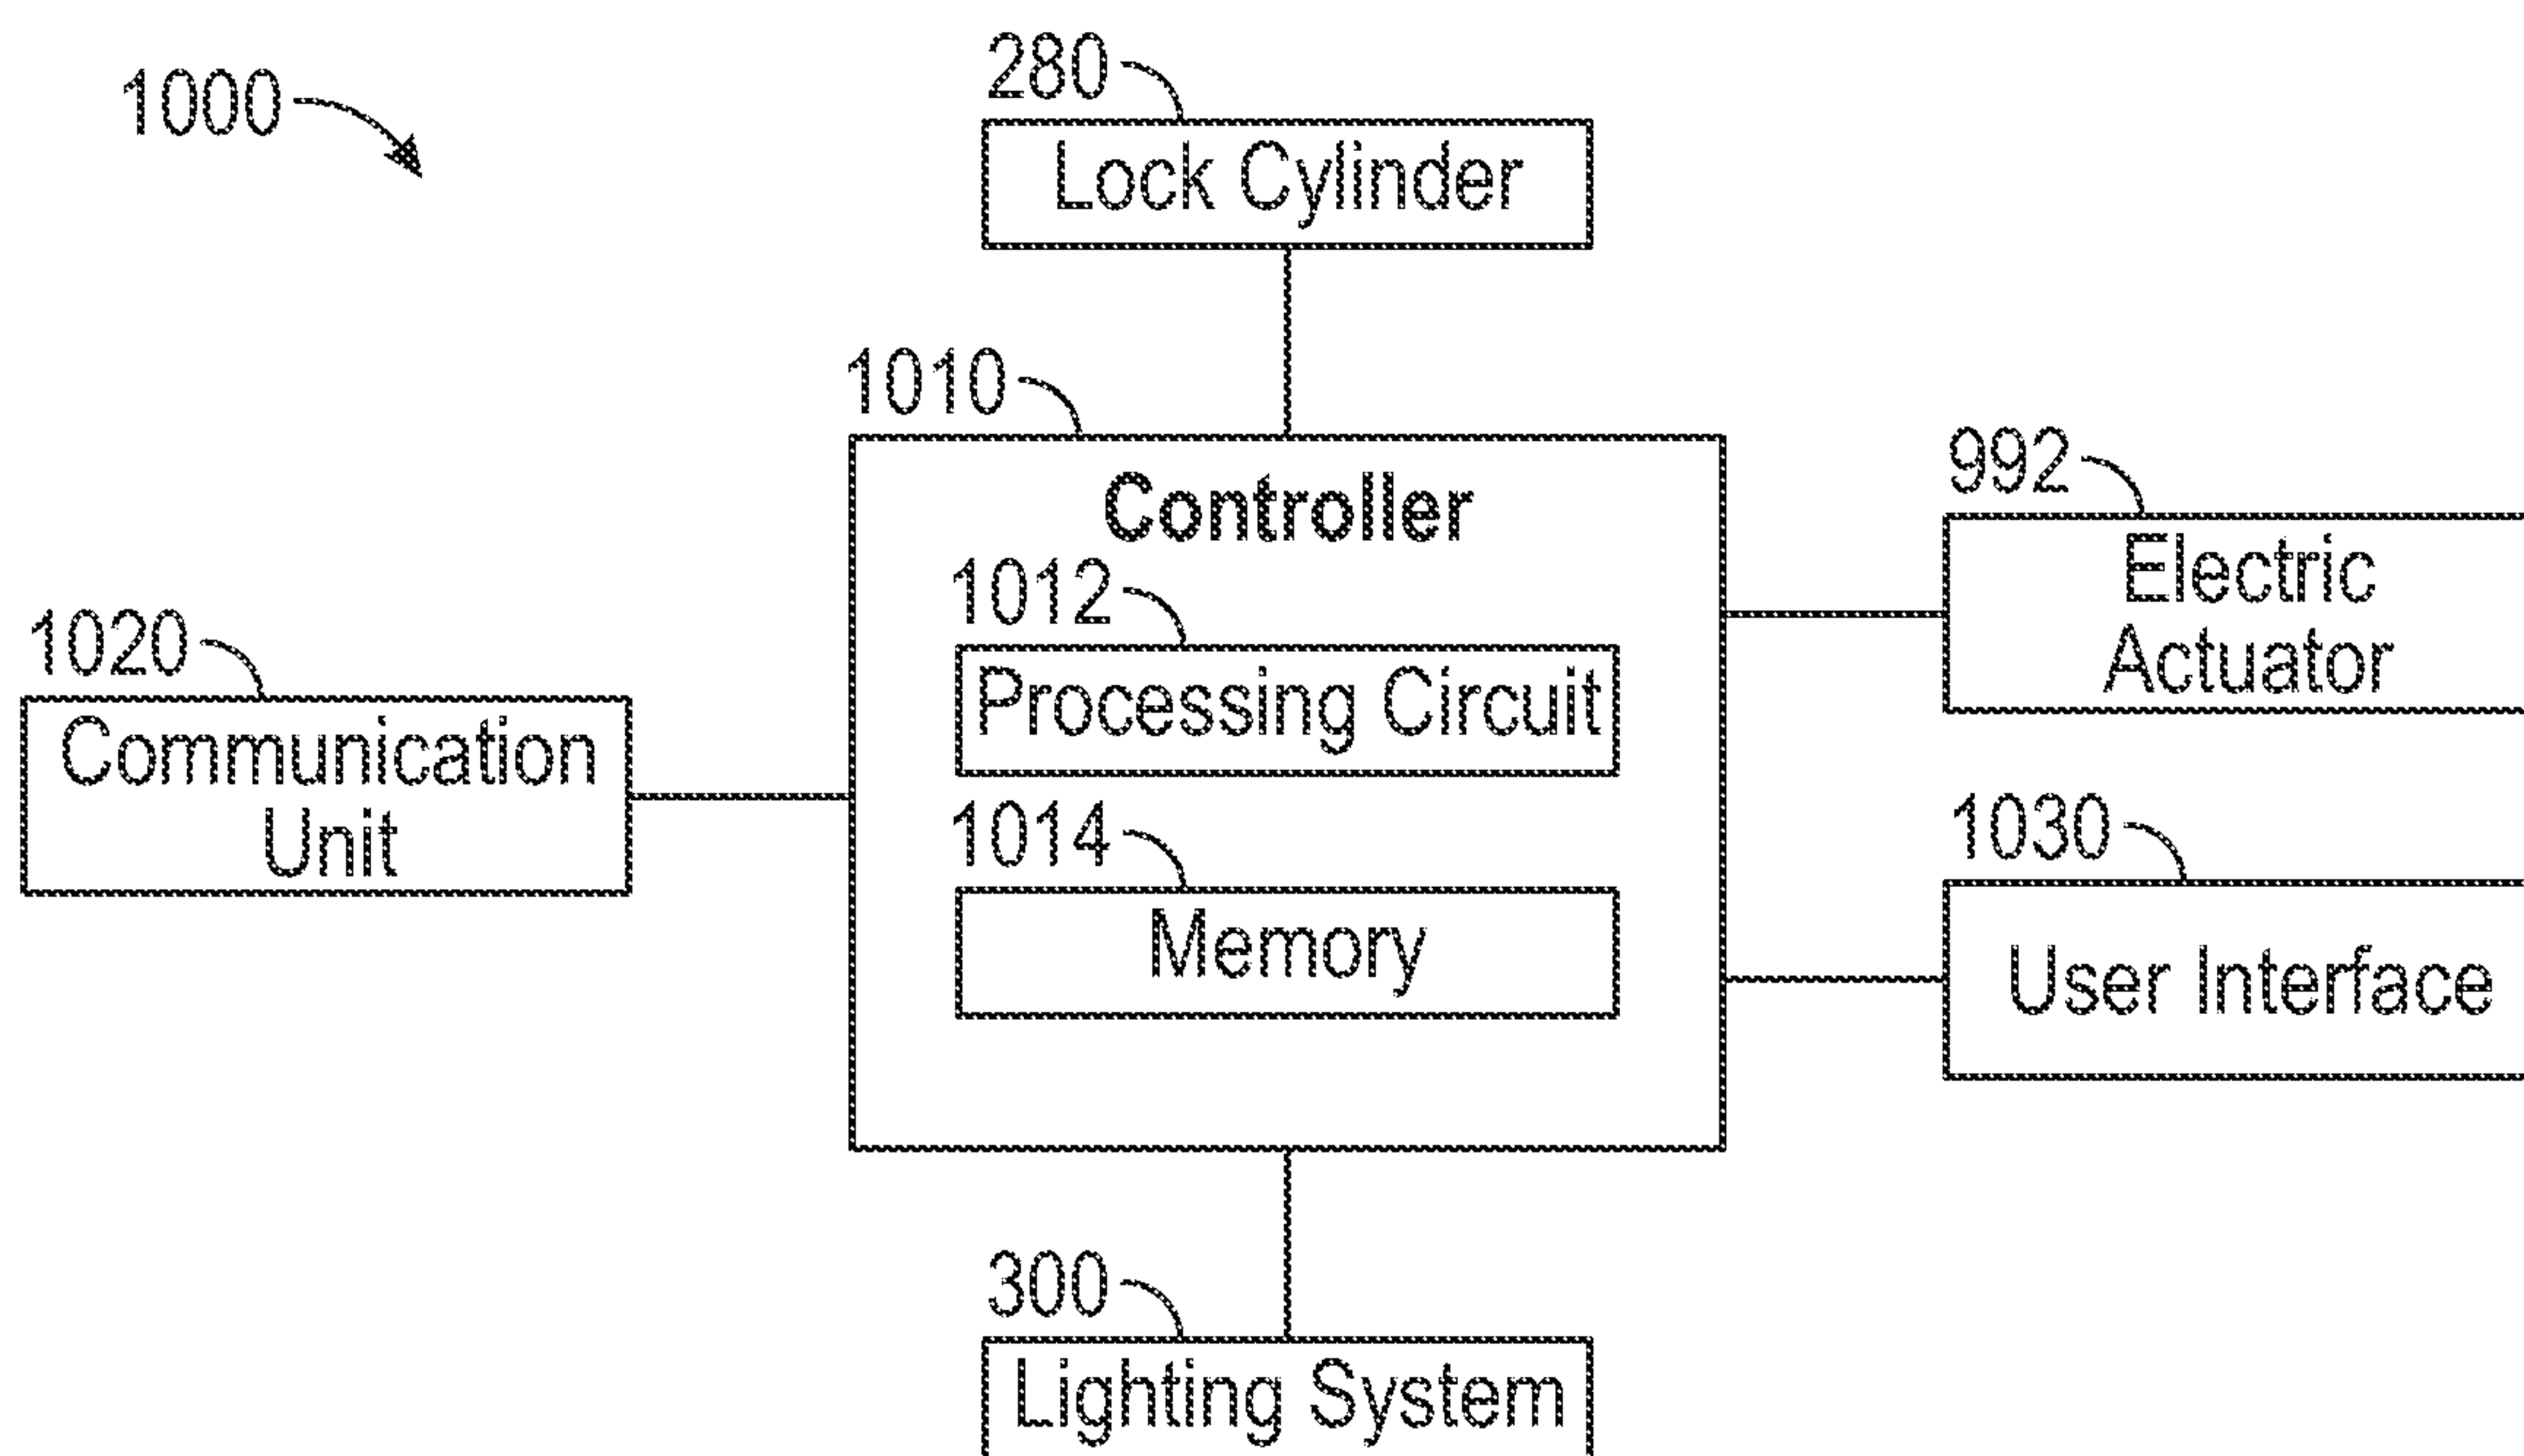 1000
280
Lock Cylinder
1010
Controller
992
Electric
Actuator
1012
Processing Circuit
1020
Communication
Unit
1014
Memory
1030
User Interface
300
Lighting System